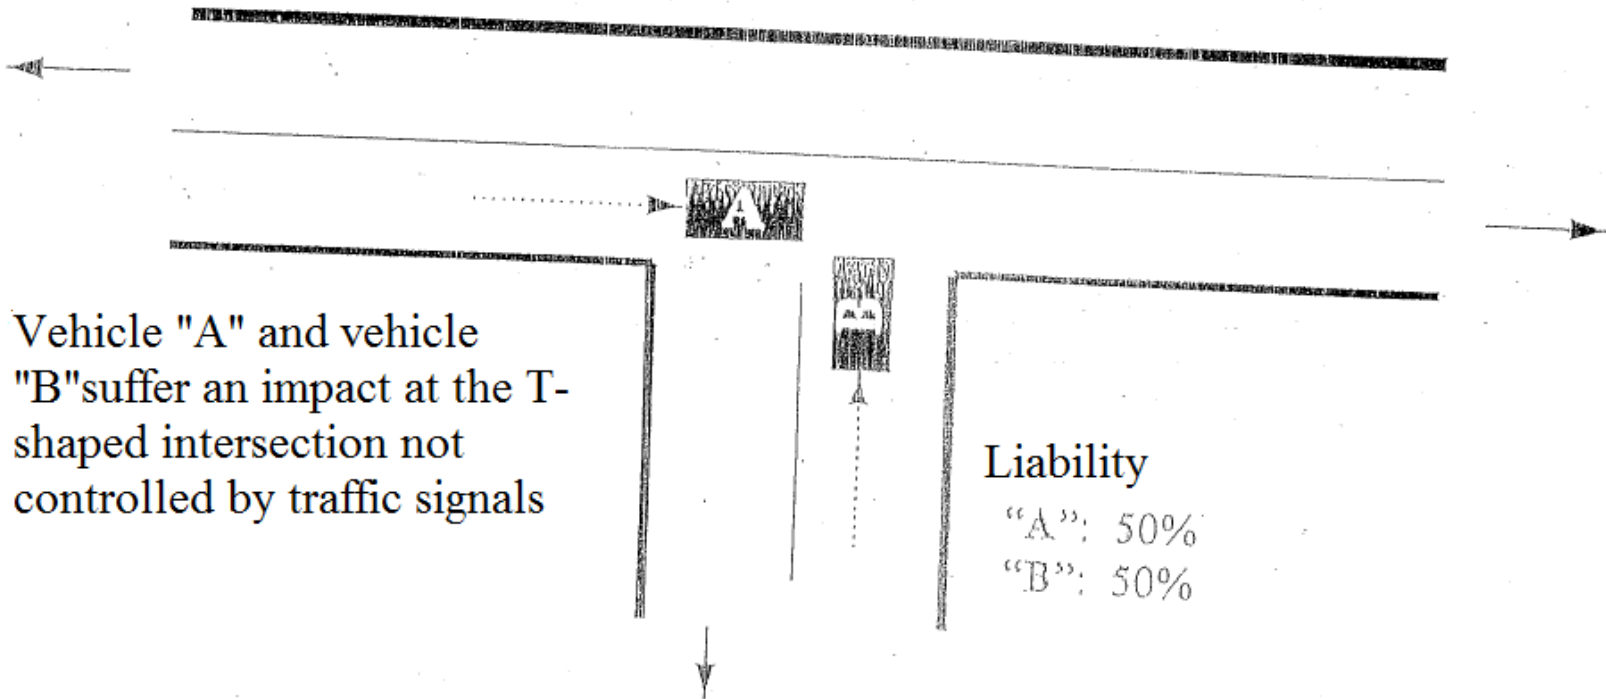 A
B
Vehicle "A" and vehicle
"B"suffer an impact at the T-
shaped intersection not
controlled by traffic signals
Liability
“A”: 50%
“B”: 50%